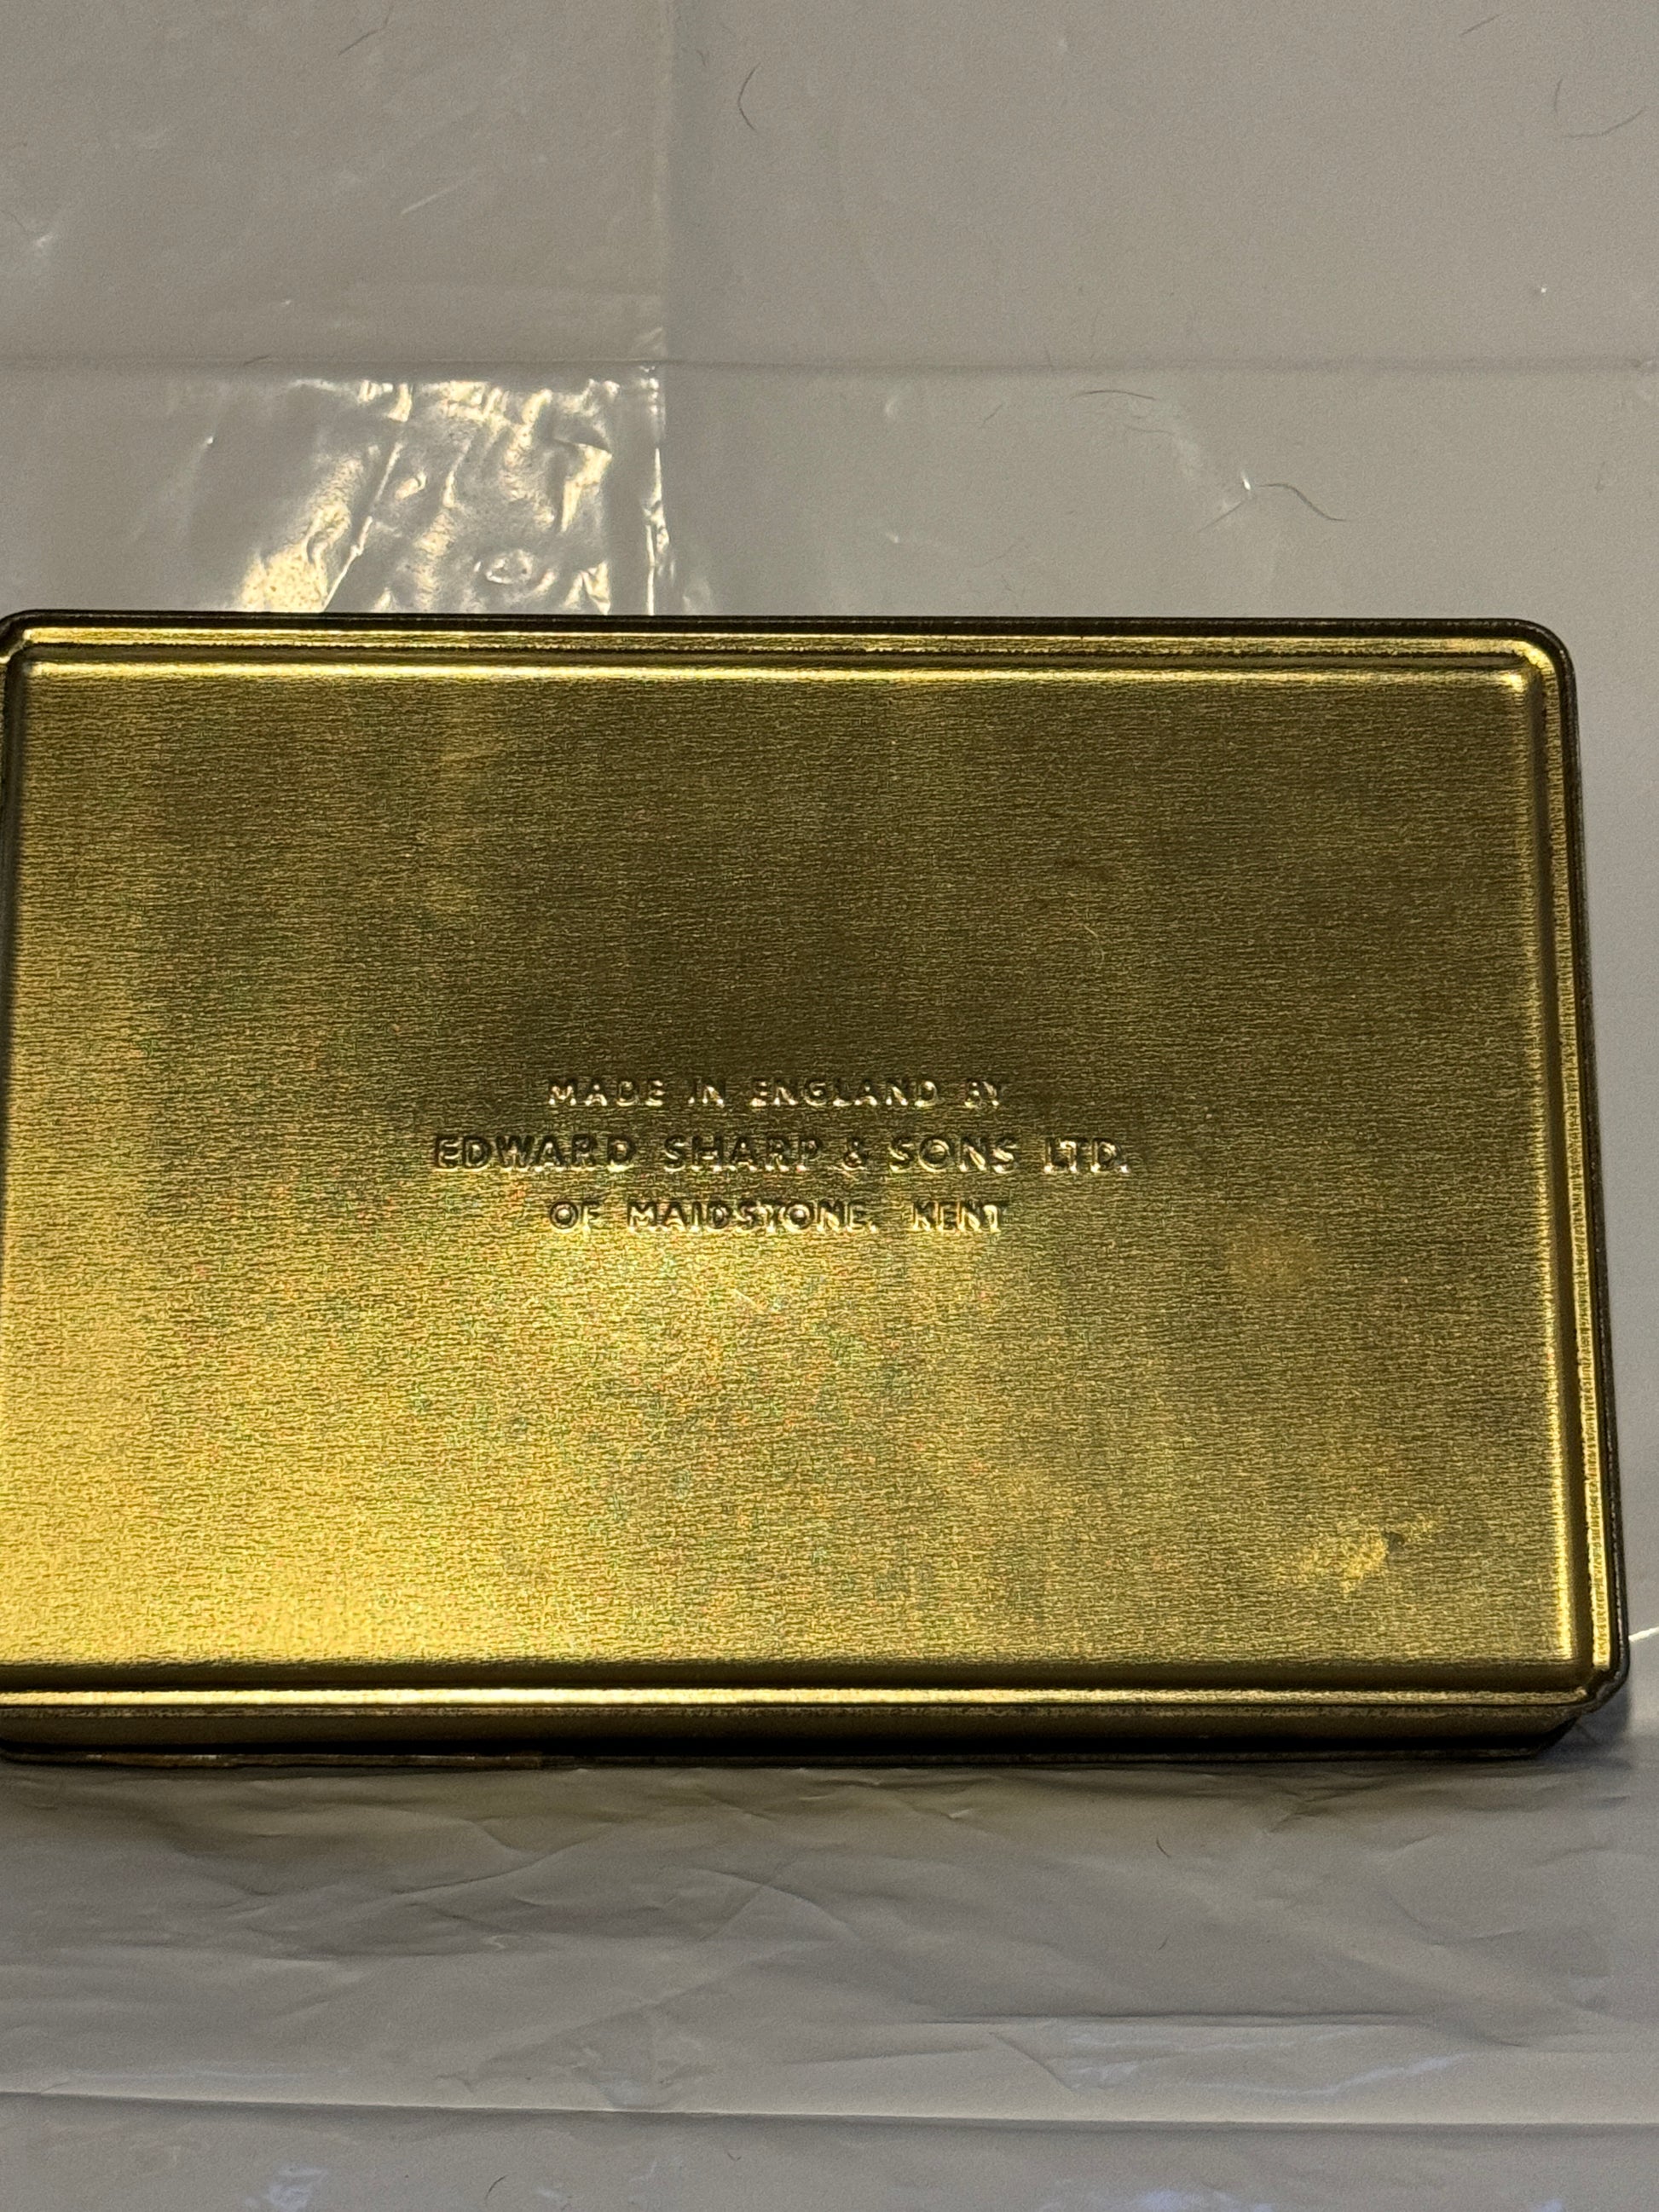 MADE IN ENGLAND BY
EDWARD SHARP & SONS LTD.
OF MAIDSTONE, KENT